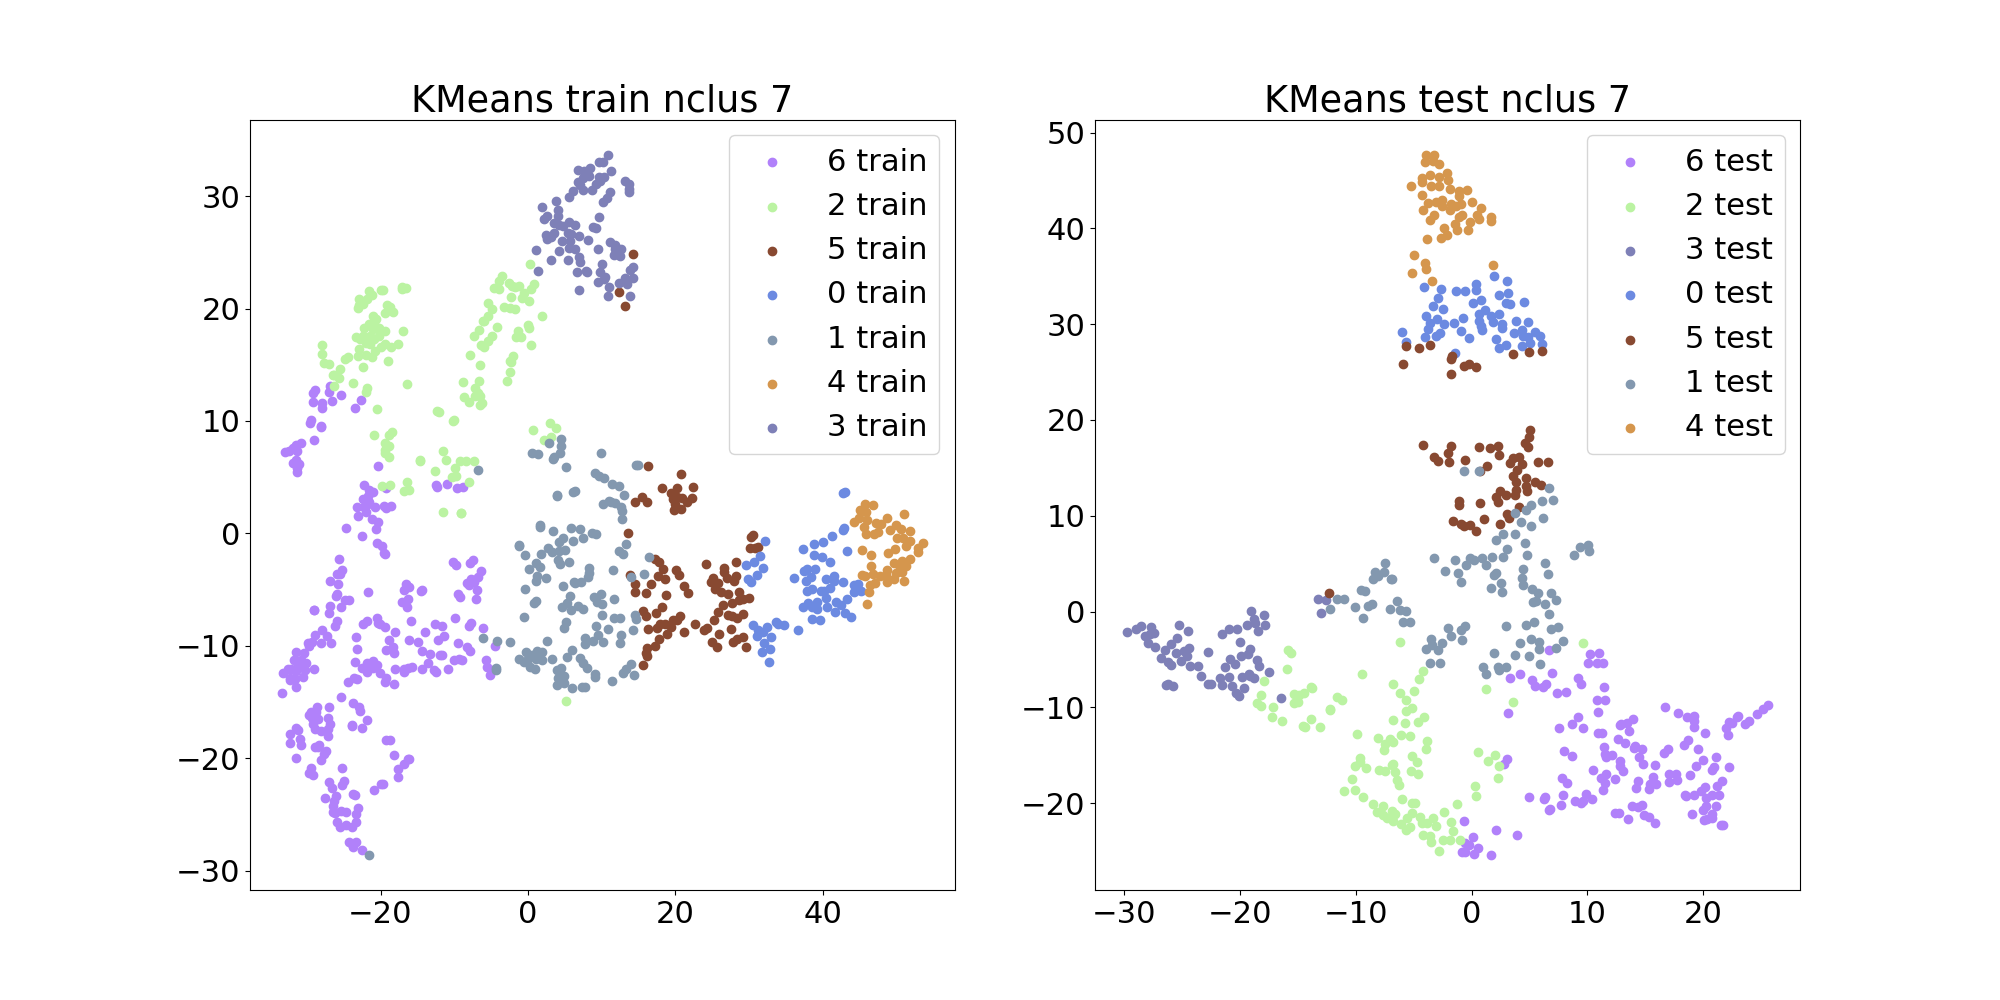 KMeans train nclus 7
6 train
2 train
5 train
0 train
1 train
4 train
3 train
30
20
10
0
−10
−20
−30
−20 0 20 40
KMeans test nclus 7
6 test
2 test
3 test
0 test
5 test
1 test
4 test
50
40
30
20
10
0
−10
−20
−30 −20 −10 0 10 20